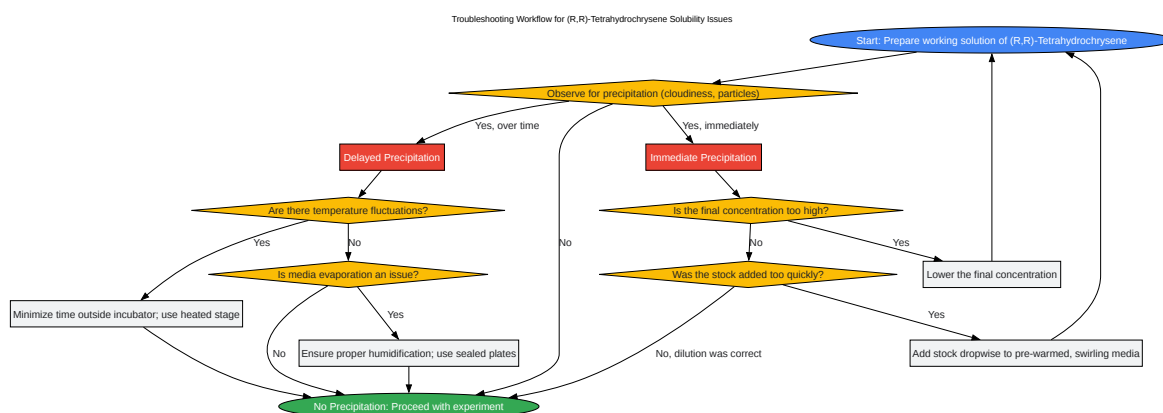 Troubleshooting Workflow for (R,R)-Tetrahydrochrysene Solubility Issues
Start: Prepare working solution of (R,R)-Tetrahydrochrysene
Observe for precipitation (cloudiness, particles)
Yes, over time
Yes, immediately
Delayed Precipitation
Immediate Precipitation
Are there temperature fluctuations?
Is the final concentration too high?
Yes
No
No
No
Yes
Is media evaporation an issue?
Was the stock added too quickly?
Lower the final concentration
Minimize time outside incubator; use heated stage
Yes
Yes
No
No, dilution was correct
Ensure proper humidification; use sealed plates
Add stock dropwise to pre-warmed, swirling media
No Precipitation: Proceed with experiment